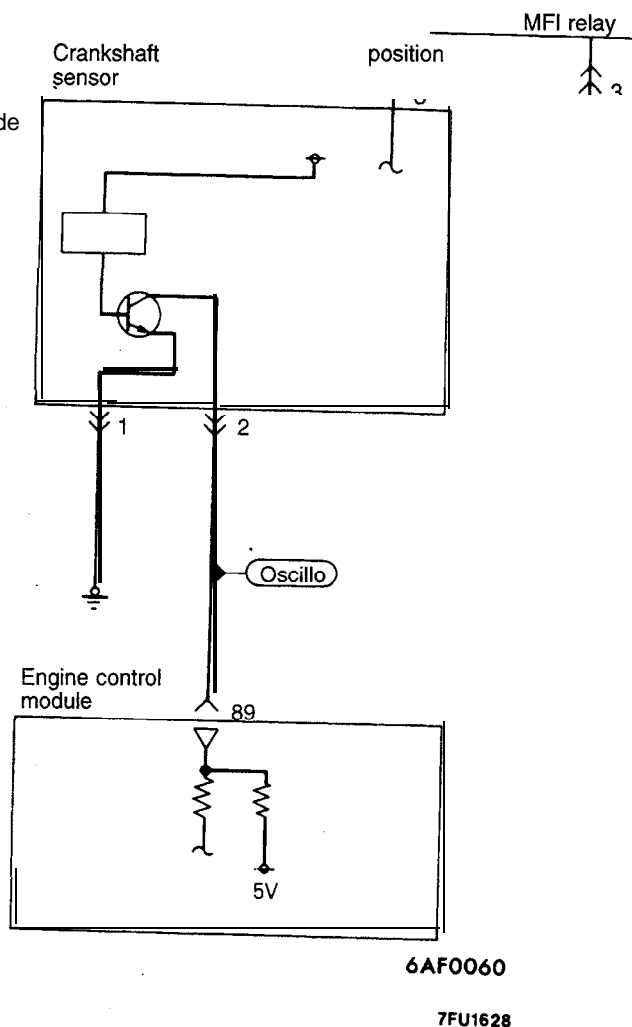 MFI relay
Crankshaft position
sensor
3
de
1
2
Oscillo
Engine control
module
89
5V
6AF0060
7FU1628